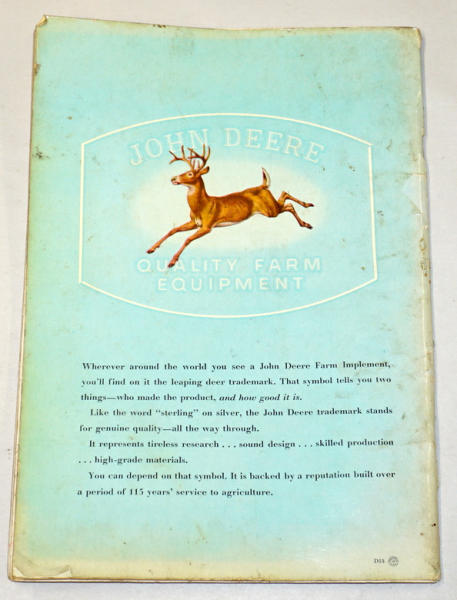 JOHN DEERE
QUALITY FARM
EQUIPMENT
Wherever around the world you see a John Deere Farm Implement,
you'll find on it the leaping deer trademark. That symbol tells you two
things—who made the product, and how good it is.
Like the word "sterling" on silver, the John Deere trademark stands
for genuine quality—all the way through.
It represents tireless research . . . sound design . . . skilled production
. . . high-grade materials.
You can depend on that symbol. It is backed by a reputation built over
a period of 115 years' service to agriculture.